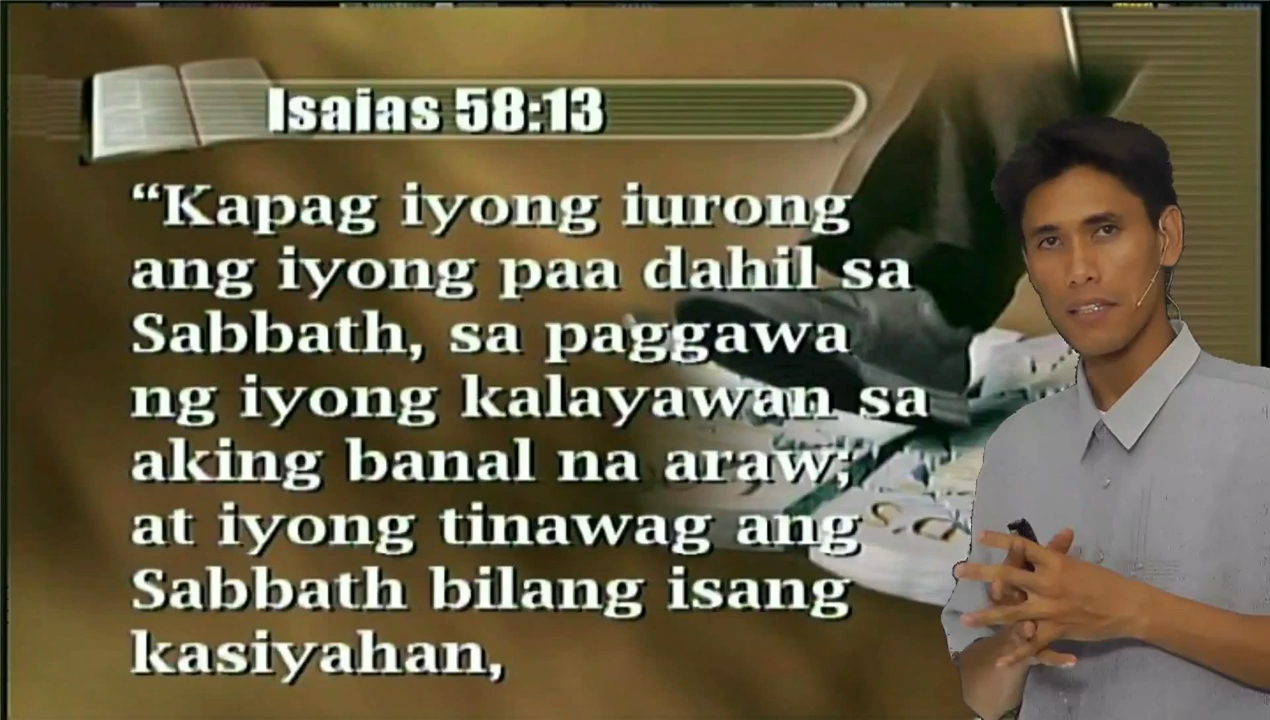 Isaias 58:13
“Kapag iyong iurong
ang iyong paa dahil sa
Sabbath, sa paggawa
ng iyong kalayawan sa
aking banal na araw;
at iyong tinawag ang
Sabbath bilang isang
kasiyahan,